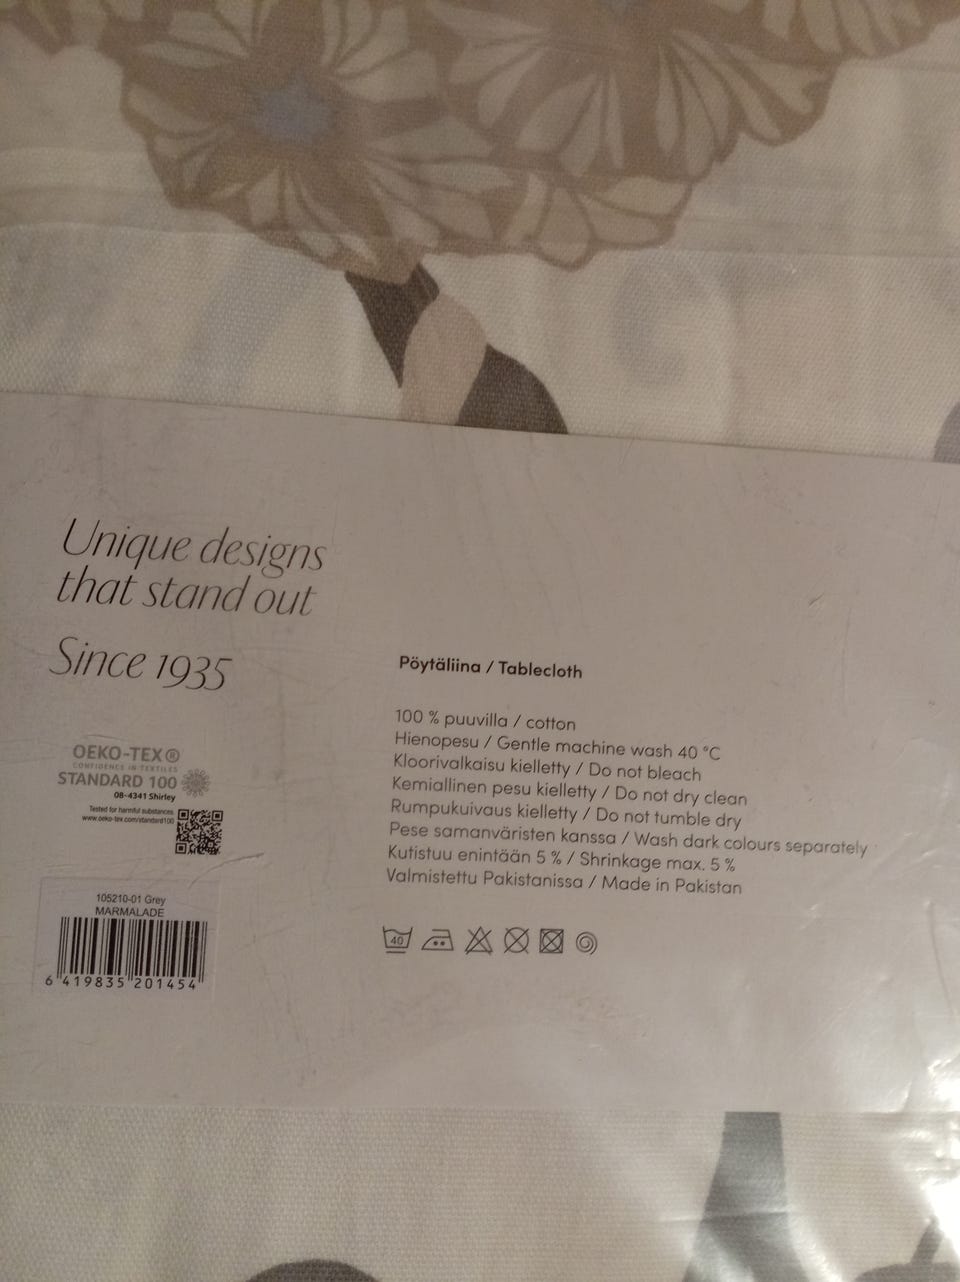 Unique designs
that stand out
Since 1935
OEKO-TEX®
CONFIDENCE IN TEXTILES
STANDARD 100
08-4341 Shirley
Tested for harmful substances
www.oeko-tex.com/standard100
105210-01 Grey
MARMALADE
6 419835 201454
Pöytäliina / Tablecloth
100 % puuvilla / cotton
Hienopesu / Gentle machine wash 40 °C
Kloorivalkaisu kielletty / Do not bleach
Kemiallinen pesu kielletty / Do not dry clean
Rumpukuivaus kielletty / Do not tumble dry
Pese samanväristen kanssa / Wash dark colours separately
Kutistuu enintään 5 % / Shrinkage max. 5 %
Valmistettu Pakistanissa / Made in Pakistan
40